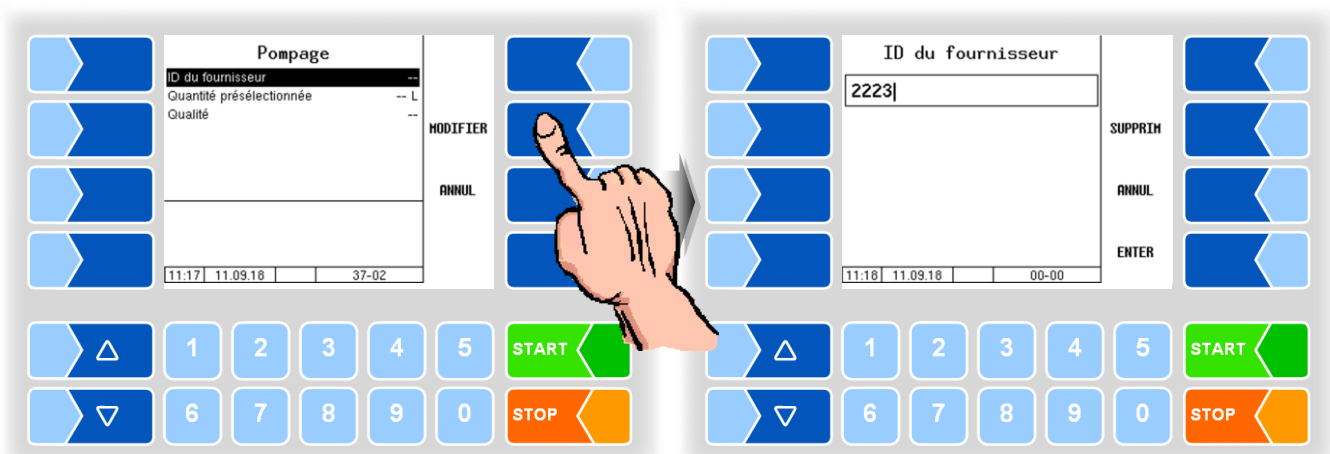 Pompage
ID du fournisseur --
Quantité présélectionnée -- L
Qualité --
MODIFIER
ANNUL
11:17 11.09.18 37-02
1 2 3 4 5 START
6 7 8 9 0 STOP
ID du fournisseur
2223
SUPPRIM
ANNUL
ENTER
11:18 11.09.18 00-00
1 2 3 4 5 START
6 7 8 9 0 STOP